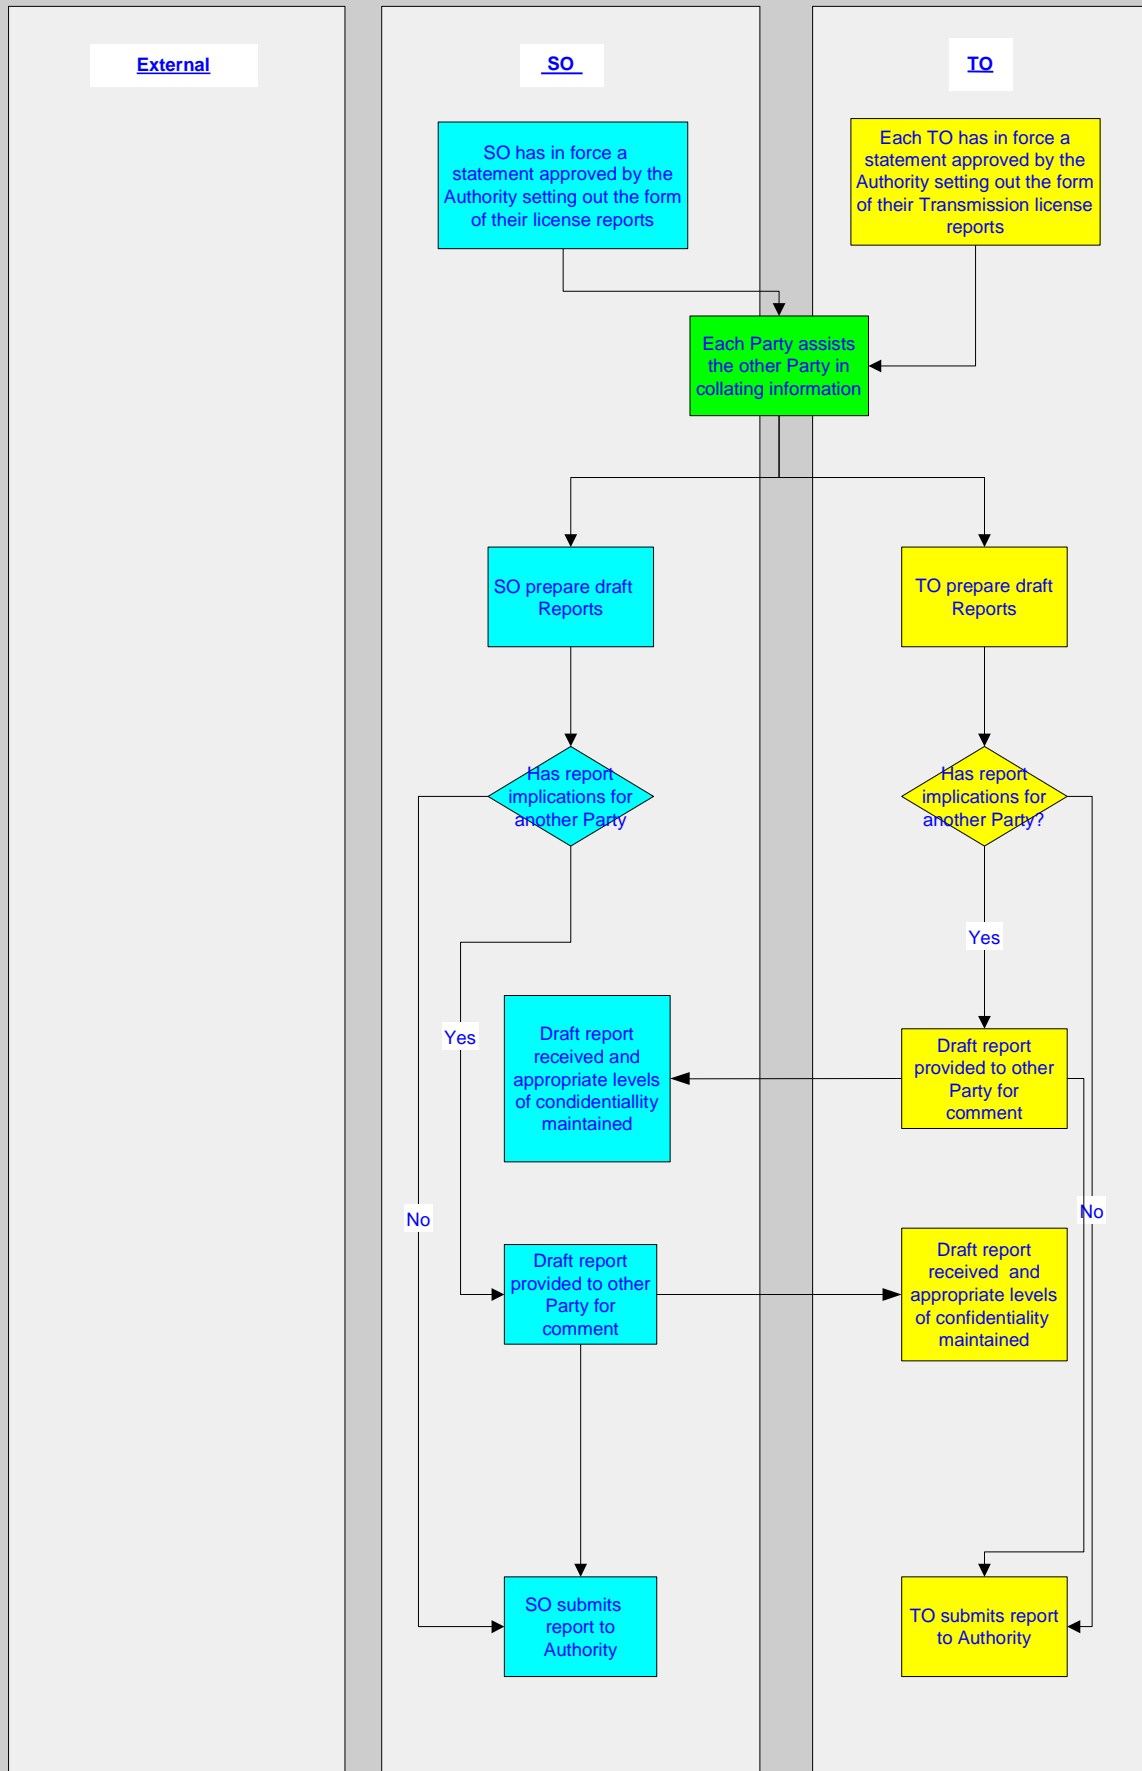 External
SO
TO
SO has in force a
statement approved by the
Authority setting out the form
of their license reports
Each TO has in force a
statement approved by the
Authority setting out the form
of their Transmission license
reports
Each Party assists
the other Party in
collating information
SO prepare draft
Reports
TO prepare draft
Reports
Has report
implications for
another Party
Has report
implications for
another Party?
Yes
Yes
Draft report
received and
appropriate levels
of condidentiallity
maintained
Draft report
provided to other
Party for
comment
No
No
Draft report
provided to other
Party for
comment
Draft report
received  and
appropriate levels
of confidentiality
maintained
SO submits
report to
Authority
TO submits report
to Authority